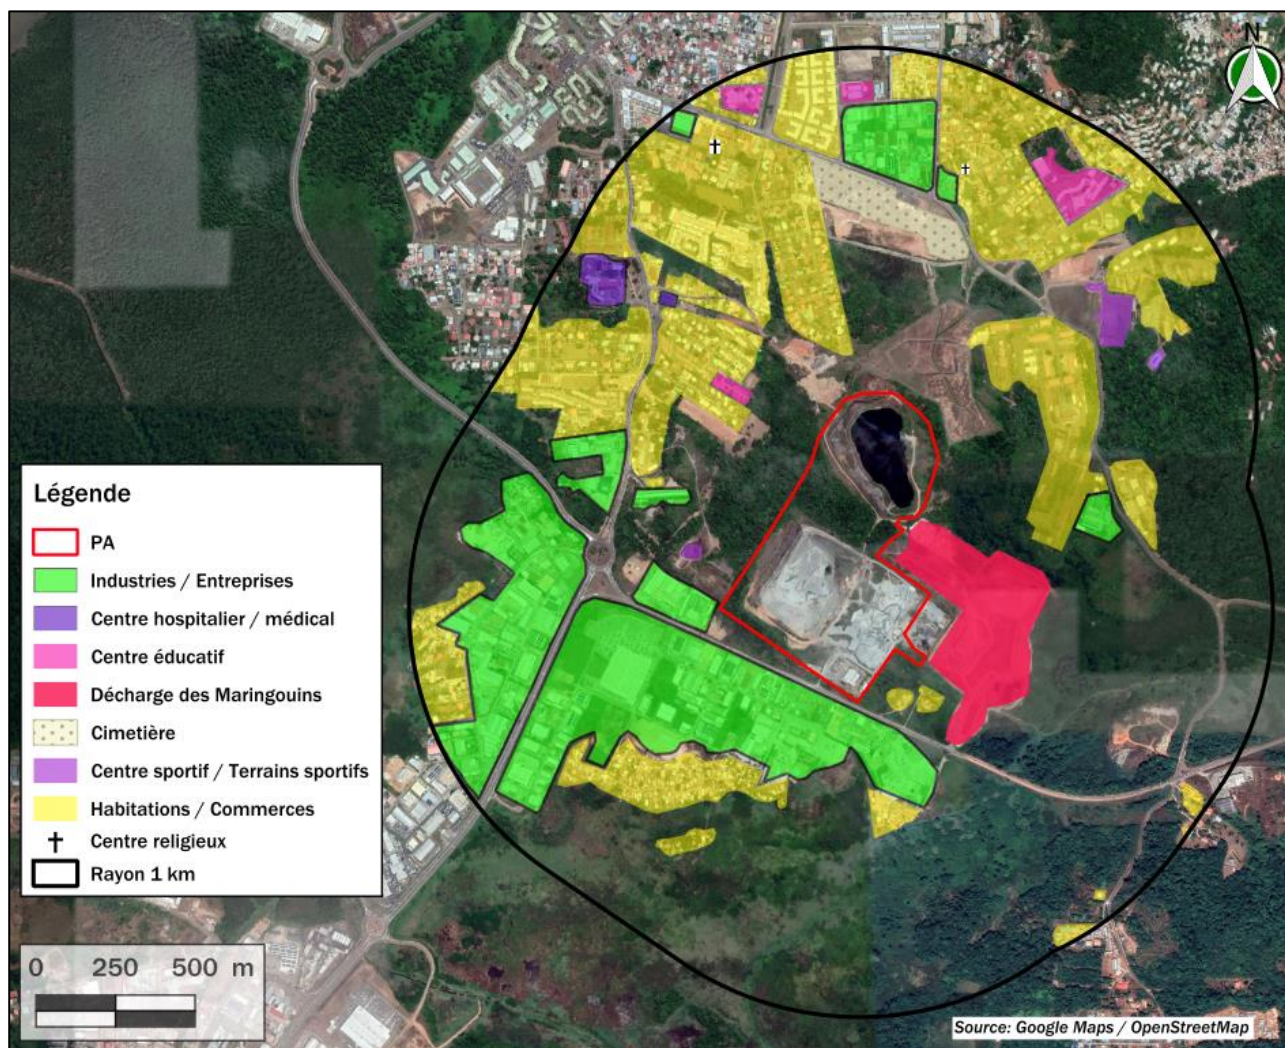 N
Légende
PA
Industries / Entreprises
Centre hospitalier / médical
Centre éducatif
Décharge des Maringouins
Cimetière
Centre sportif / Terrains sportifs
Habitations / Commerces
Centre religieux
Rayon 1 km
0 250 500 m
Source: Google Maps / OpenStreetMap